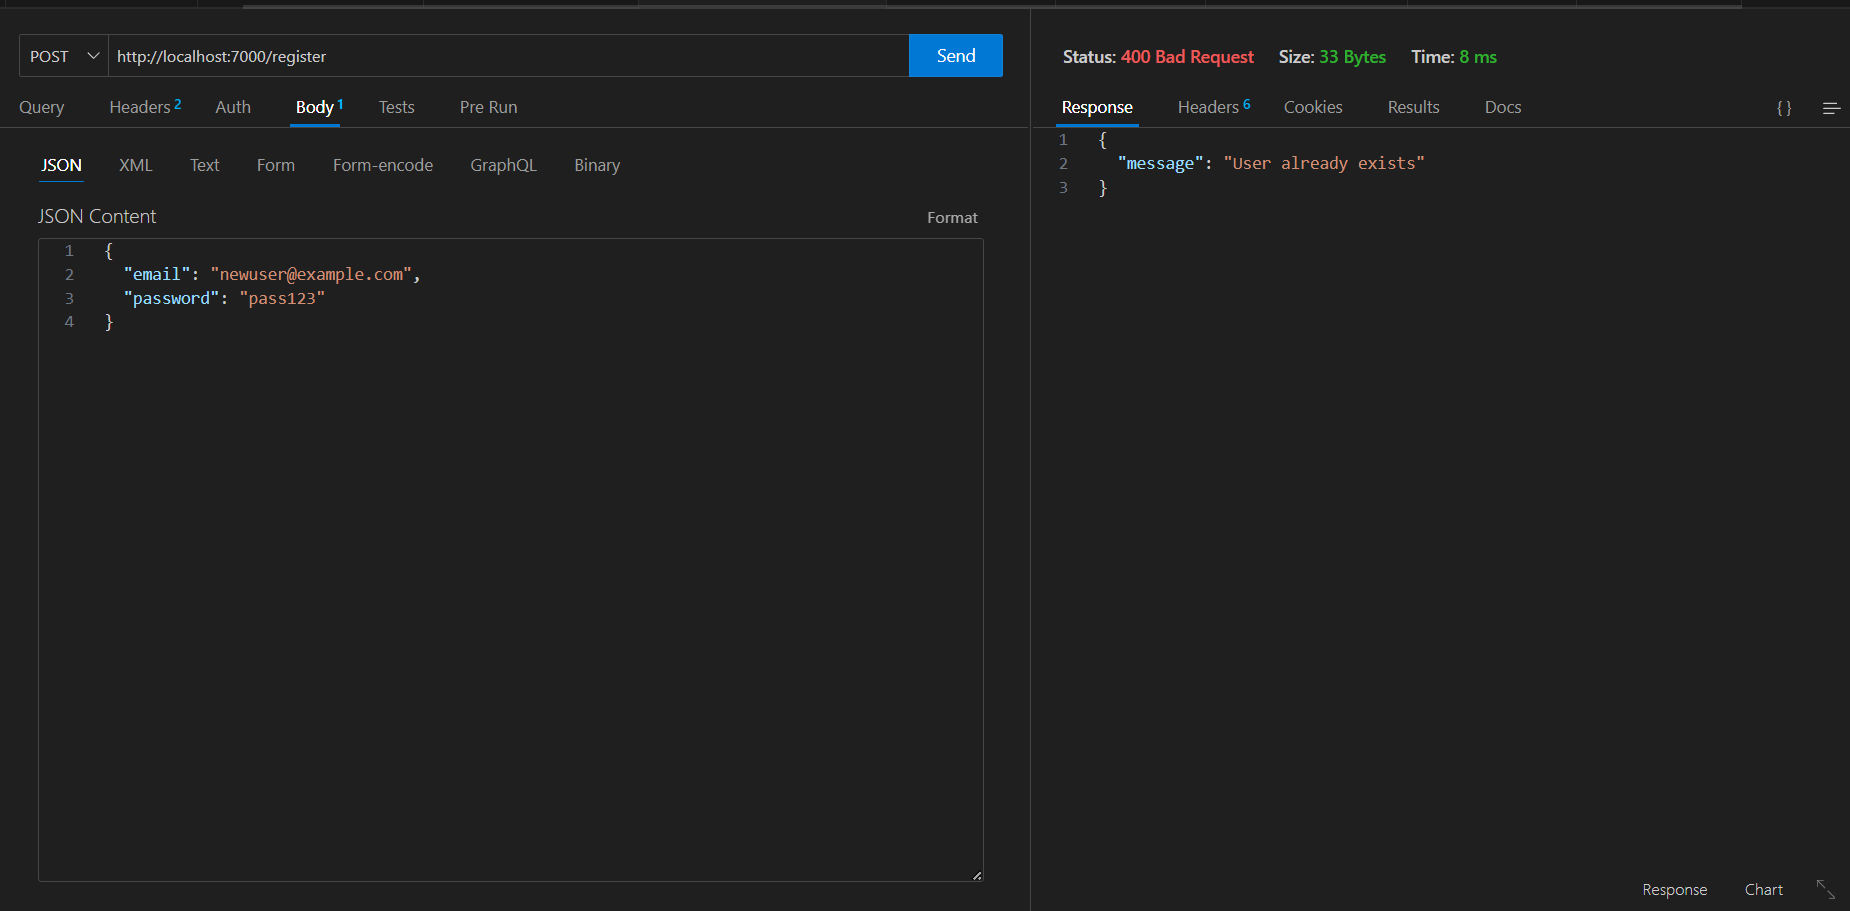 POST http://localhost:7000/register Send
Query Headers 2 Auth Body 1 Tests Pre Run
JSON XML Text Form Form-encode GraphQL Binary
JSON Content Format
1 {
2 "email": "newuser@example.com",
3 "password": "pass123"
4 }
Status: 400 Bad Request Size: 33 Bytes Time: 8 ms
Response Headers 6 Cookies Results Docs {}
1 {
2 "message": "User already exists"
3 }
Response Chart